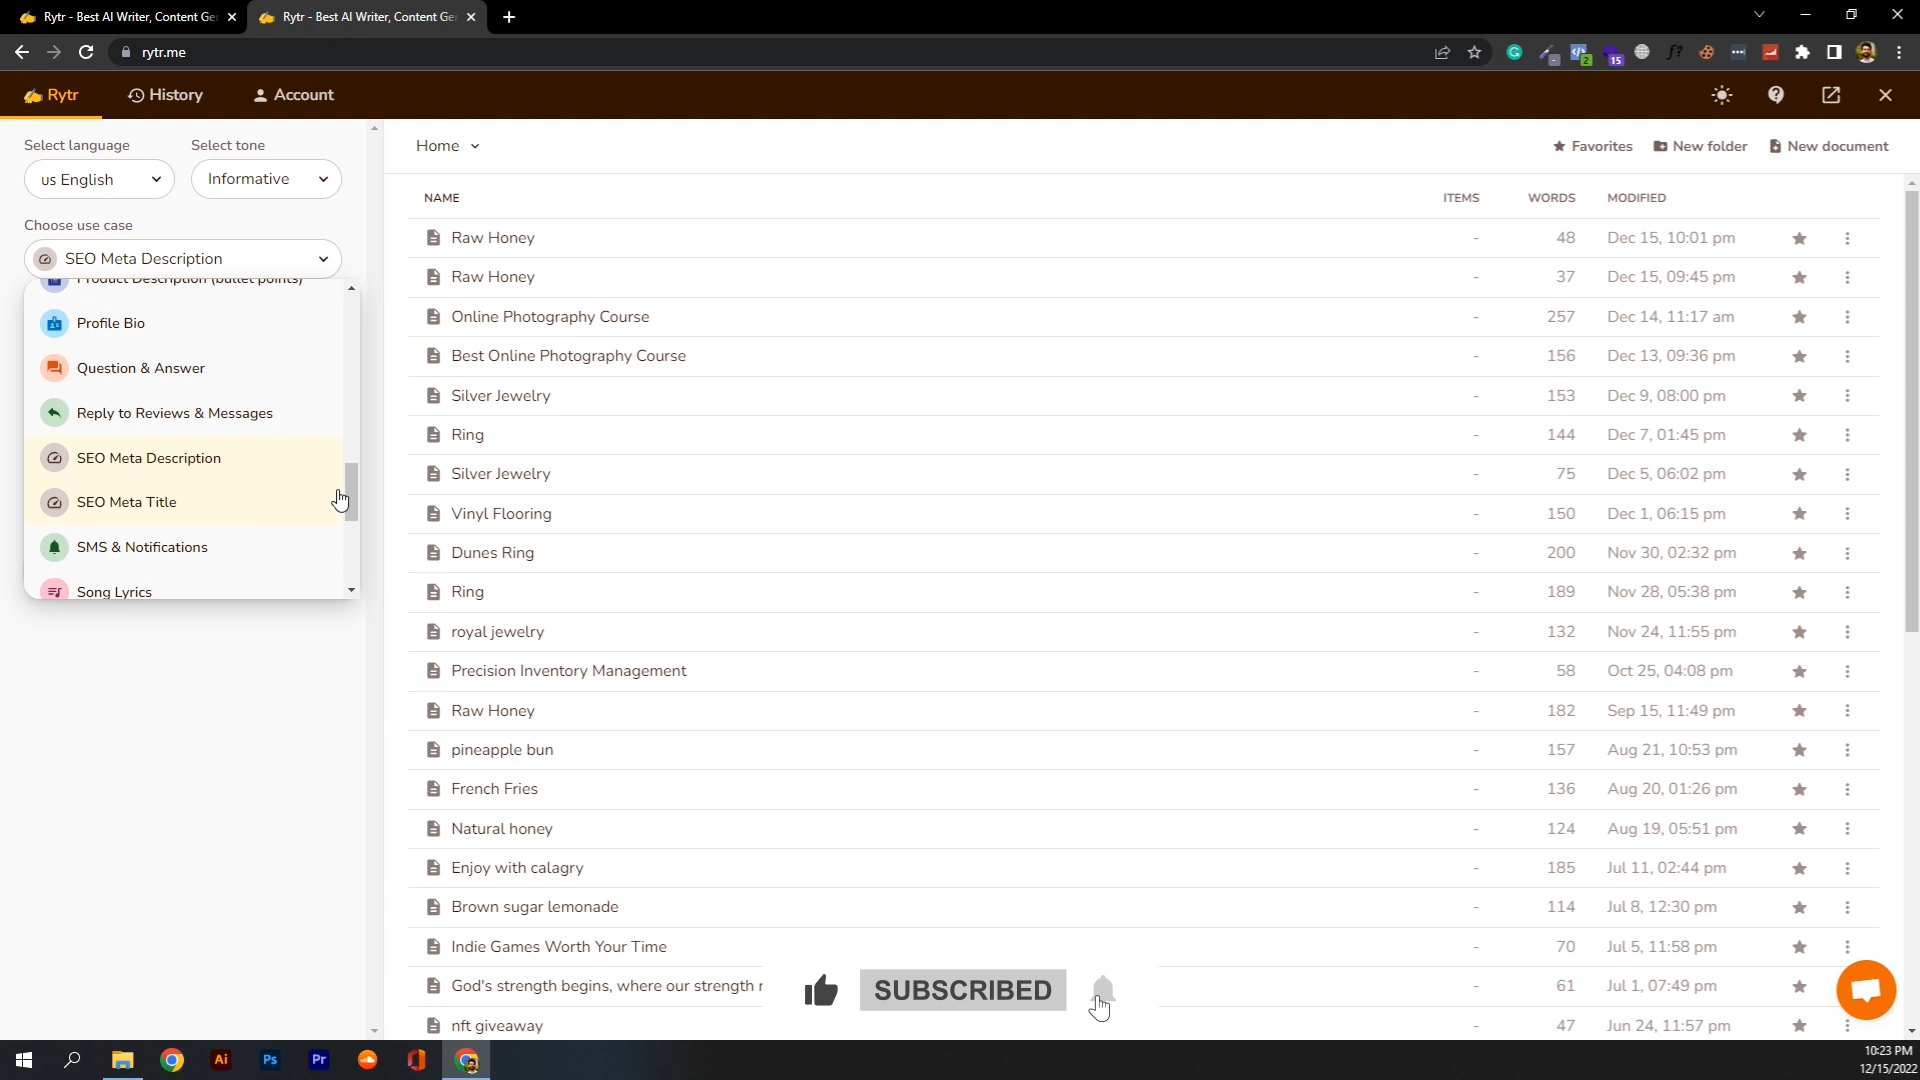 Rytr - Best AI Writer, Content Ge
Rytr - Best AI Writer, Content Ge
rytr.me
2
15
f?
Rytr
History
Account
Select language
Select tone
us English
Informative
Choose use case
SEO Meta Description
Product Description (bullet points)
Profile Bio
Question & Answer
Reply to Reviews & Messages
SEO Meta Description
SEO Meta Title
SMS & Notifications
Song Lyrics
Home
Favorites
New folder
New document
NAME ITEMS WORDS MODIFIED
Raw Honey - 48 Dec 15, 10:01 pm
Raw Honey - 37 Dec 15, 09:45 pm
Online Photography Course - 257 Dec 14, 11:17 am
Best Online Photography Course - 156 Dec 13, 09:36 pm
Silver Jewelry - 153 Dec 9, 08:00 pm
Ring - 144 Dec 7, 01:45 pm
Silver Jewelry - 75 Dec 5, 06:02 pm
Vinyl Flooring - 150 Dec 1, 06:15 pm
Dunes Ring - 200 Nov 30, 02:32 pm
Ring - 189 Nov 28, 05:38 pm
royal jewelry - 132 Nov 24, 11:55 pm
Precision Inventory Management - 58 Oct 25, 04:08 pm
Raw Honey - 182 Sep 15, 11:49 pm
pineapple bun - 157 Aug 21, 10:53 pm
French Fries - 136 Aug 20, 01:26 pm
Natural honey - 124 Aug 19, 05:51 pm
Enjoy with calagry - 185 Jul 11, 02:44 pm
Brown sugar lemonade - 114 Jul 8, 12:30 pm
Indie Games Worth Your Time - 70 Jul 5, 11:58 pm
God's strength begins, where our strength - 61 Jul 1, 07:49 pm
nft giveaway - 47 Jun 24, 11:57 pm
SUBSCRIBED
Ai
Ps
Pr
10:23 PM
12/15/2022